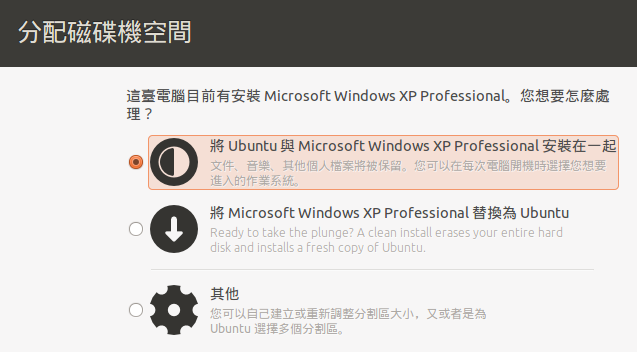 分配磁碟機空間
這臺電腦目前有安裝 Microsoft Windows XP Professional。您想要怎麼處
理？
將 Ubuntu 與 Microsoft Windows XP Professional 安裝在一起
文件、音樂、其他個人檔案將被保留。您可以在每次電腦開機時選擇您想要
進入的作業系統。
將 Microsoft Windows XP Professional 替換為 Ubuntu
Ready to take the plunge? A clean install erases your entire hard
disk and installs a fresh copy of Ubuntu.
其他
您可以自己建立或重新調整分割區大小，又或者是為
Ubuntu 選擇多個分割區。